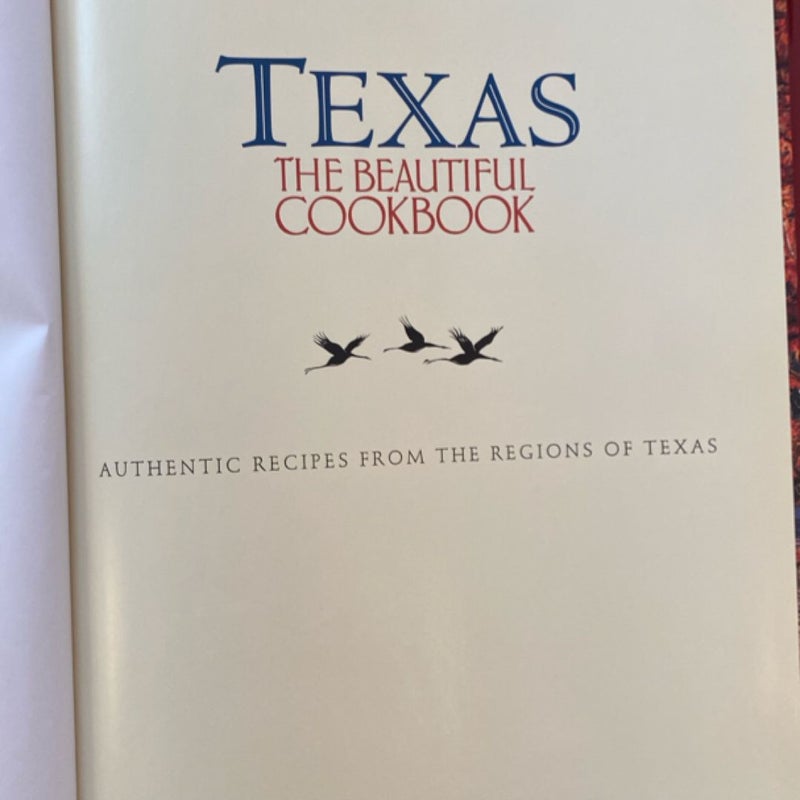 TEXAS
THE BEAUTIFUL
COOKBOOK
AUTHENTIC RECIPES FROM THE REGIONS OF TEXAS